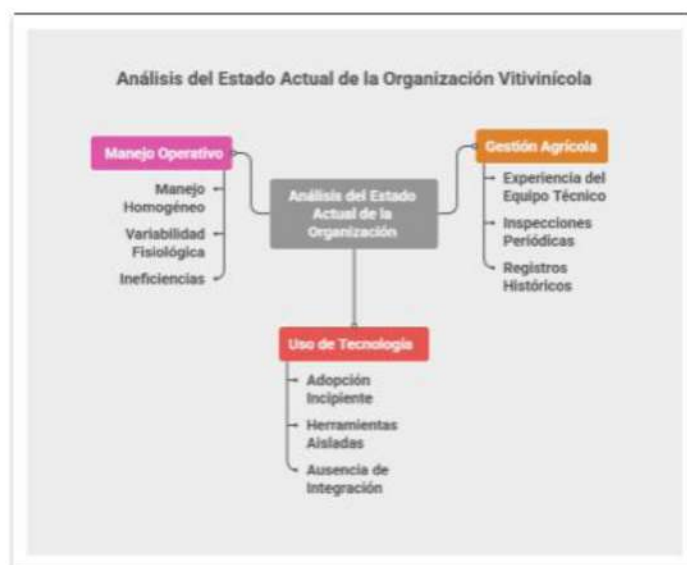 Análisis del Estado Actual de la Organización Vitivinícola
Manejo Operativo
Manejo
Homogéneo
Variabilidad
Fisiológica
Ineficiencias
Análisis del Estado
Actual de la
Organización
Gestión Agrícola
Experiencia del
Equipo Técnico
Inspecciones
Periódicas
Registros
Históricos
Uso de Tecnología
Adopción
Incipiente
Herramientas
Aisladas
Ausencia de
Integración